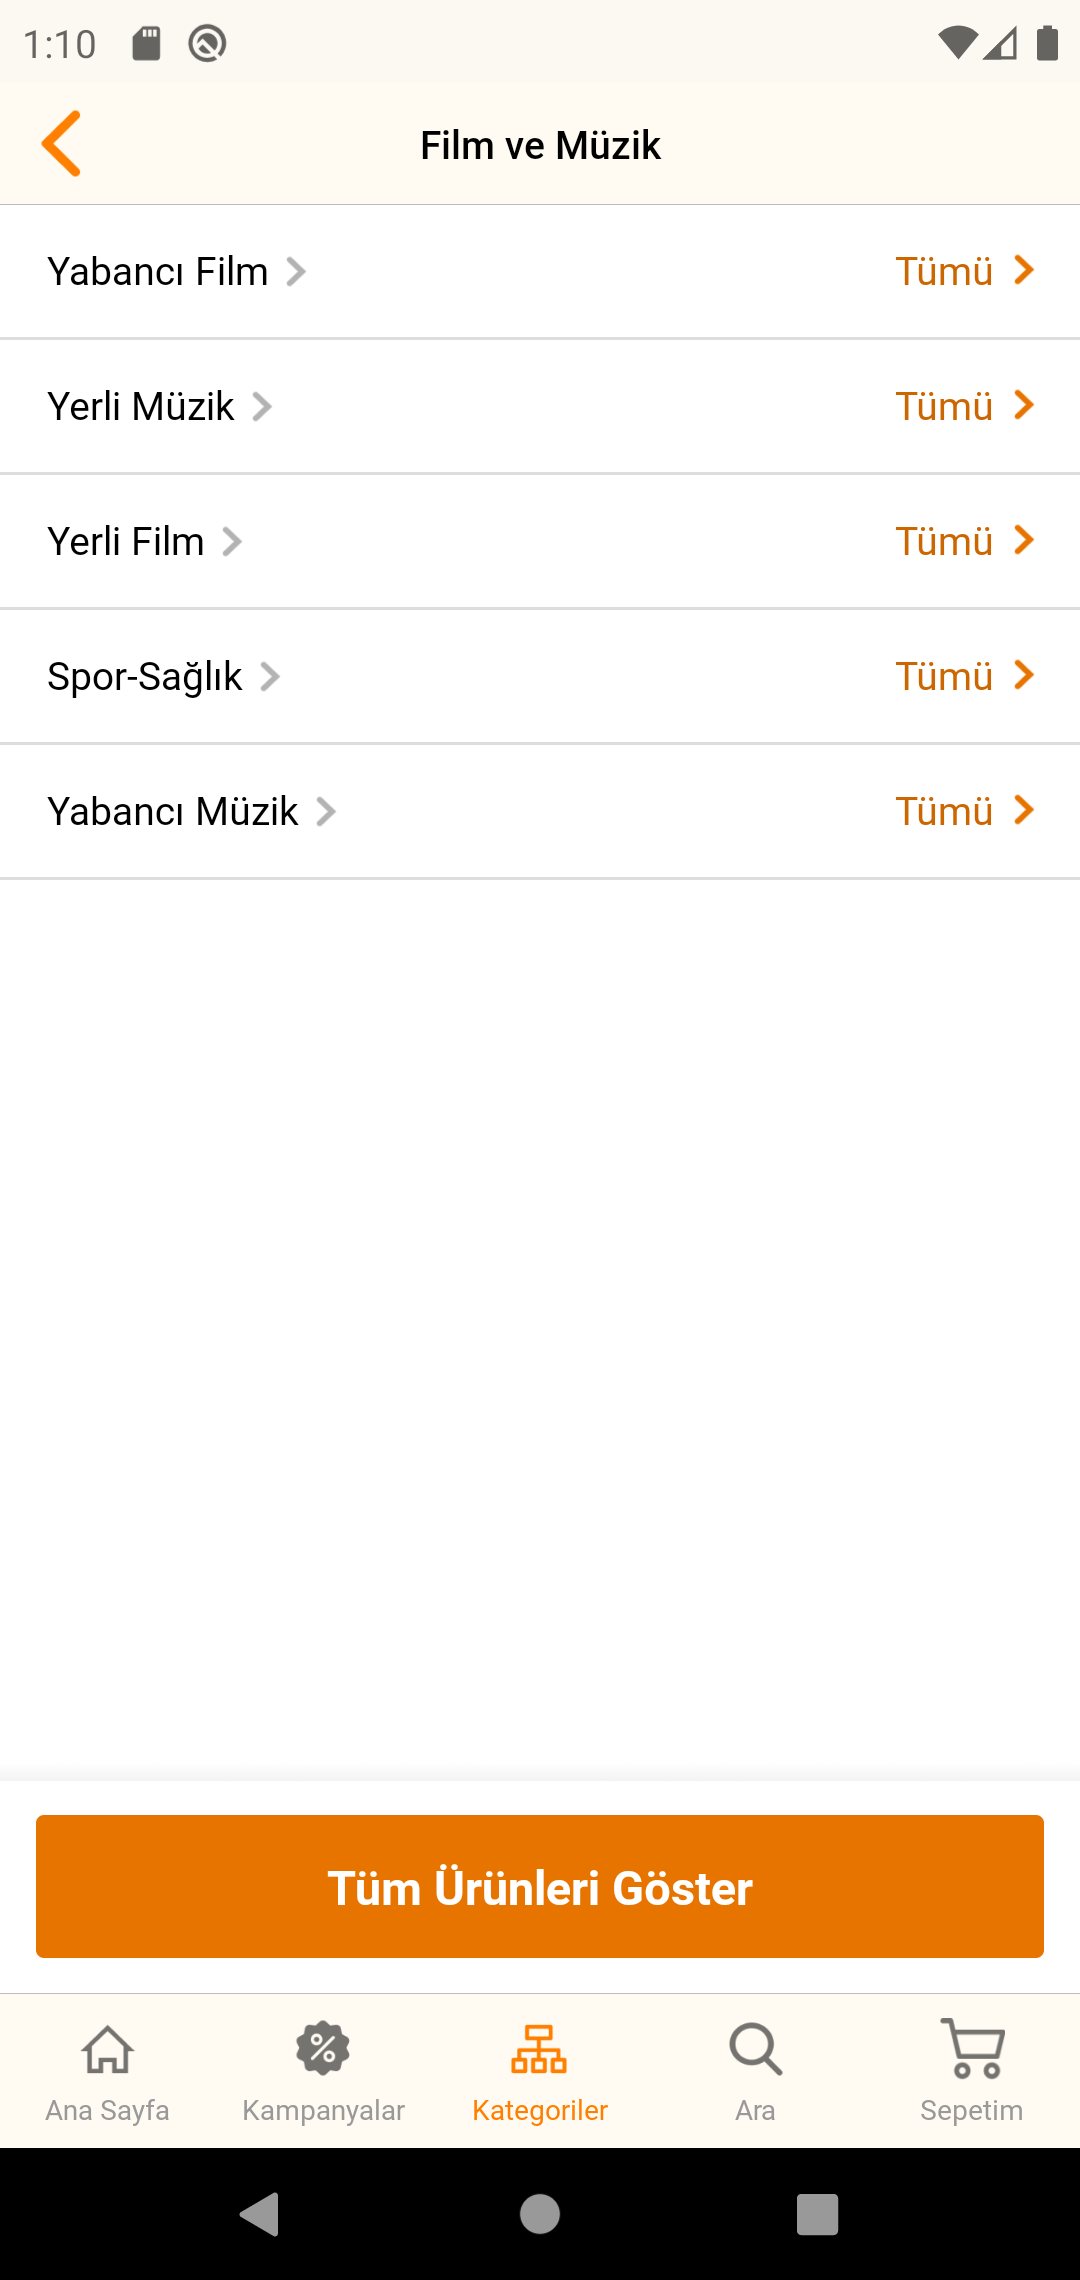 1:10
Film ve Müzik
Yabancı Film Tümü
Yerli Müzik Tümü
Yerli Film Tümü
Spor-Sağlık Tümü
Yabancı Müzik Tümü
Tüm Ürünleri Göster
Ana Sayfa Kampanyalar Kategoriler Ara Sepetim